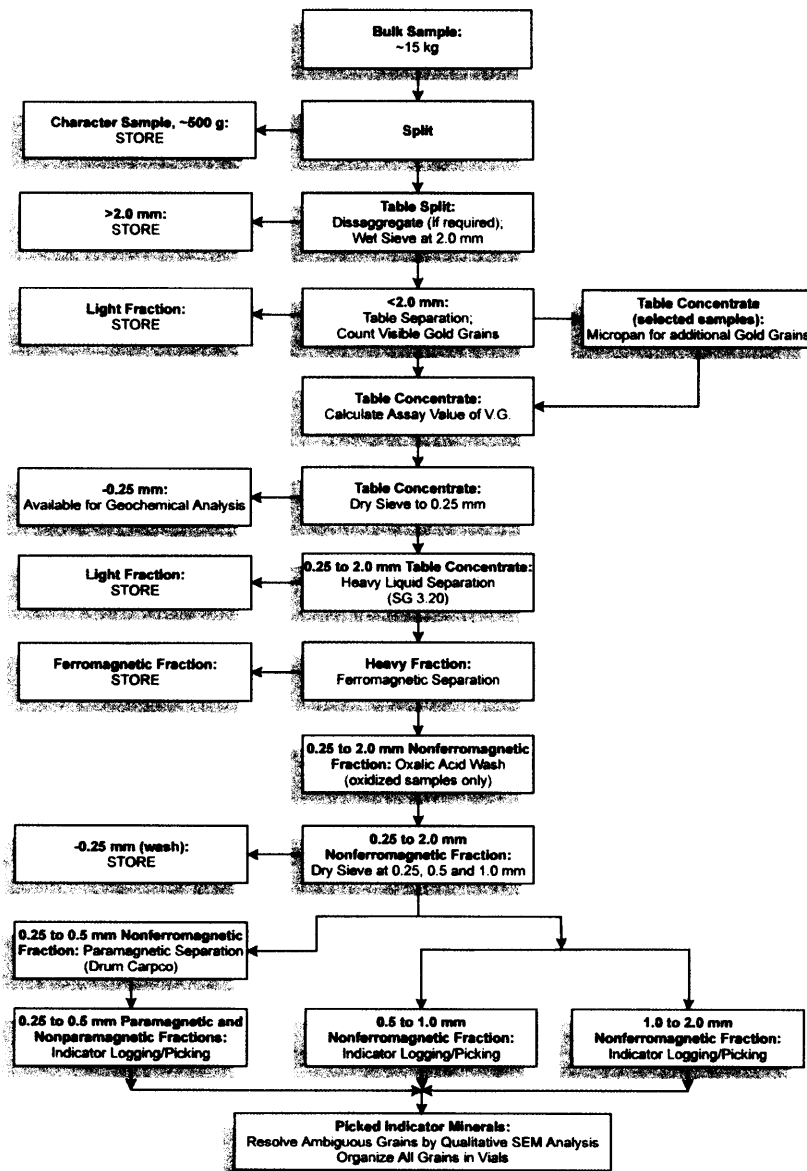 Bulk Sample:
~15 kg
Character Sample, ~500 g:
STORE
Split
>2.0 mm:
STORE
Table Split:
Dissaggregate (if required);
Wet Sieve at 2.0 mm
Light Fraction:
STORE
<2.0 mm:
Table Separation;
Count Visible Gold Grains
Table Concentrate
(selected samples):
Micropan for additional Gold Grains
Table Concentrate:
Calculate Assay Value of V.G.
-0.25 mm:
Available for Geochemical Analysis
Table Concentrate:
Dry Sieve to 0.25 mm
Light Fraction:
STORE
0.25 to 2.0 mm Table Concentrate:
Heavy Liquid Separation
(SG 3.20)
Ferromagnetic Fraction:
STORE
Heavy Fraction:
Ferromagnetic Separation
0.25 to 2.0 mm Nonferromagnetic
Fraction: Oxalic Acid Wash
(oxidized samples only)
-0.25 mm (wash):
STORE
0.25 to 2.0 mm
Nonferromagnetic Fraction:
Dry Sieve at 0.25, 0.5 and 1.0 mm
0.25 to 0.5 mm Nonferromagnetic
Fraction: Paramagnetic Separation
(Drum Carpco)
0.25 to 0.5 mm Paramagnetic and
Nonparamagnetic Fractions:
Indicator Logging/Picking
0.5 to 1.0 mm
Nonferromagnetic Fraction:
Indicator Logging/Picking
1.0 to 2.0 mm
Nonferromagnetic Fraction:
Indicator Logging/Picking
Picked Indicator Minerals:
Resolve Ambiguous Grains by Qualitative SEM Analysis
Organize All Grains in Vials